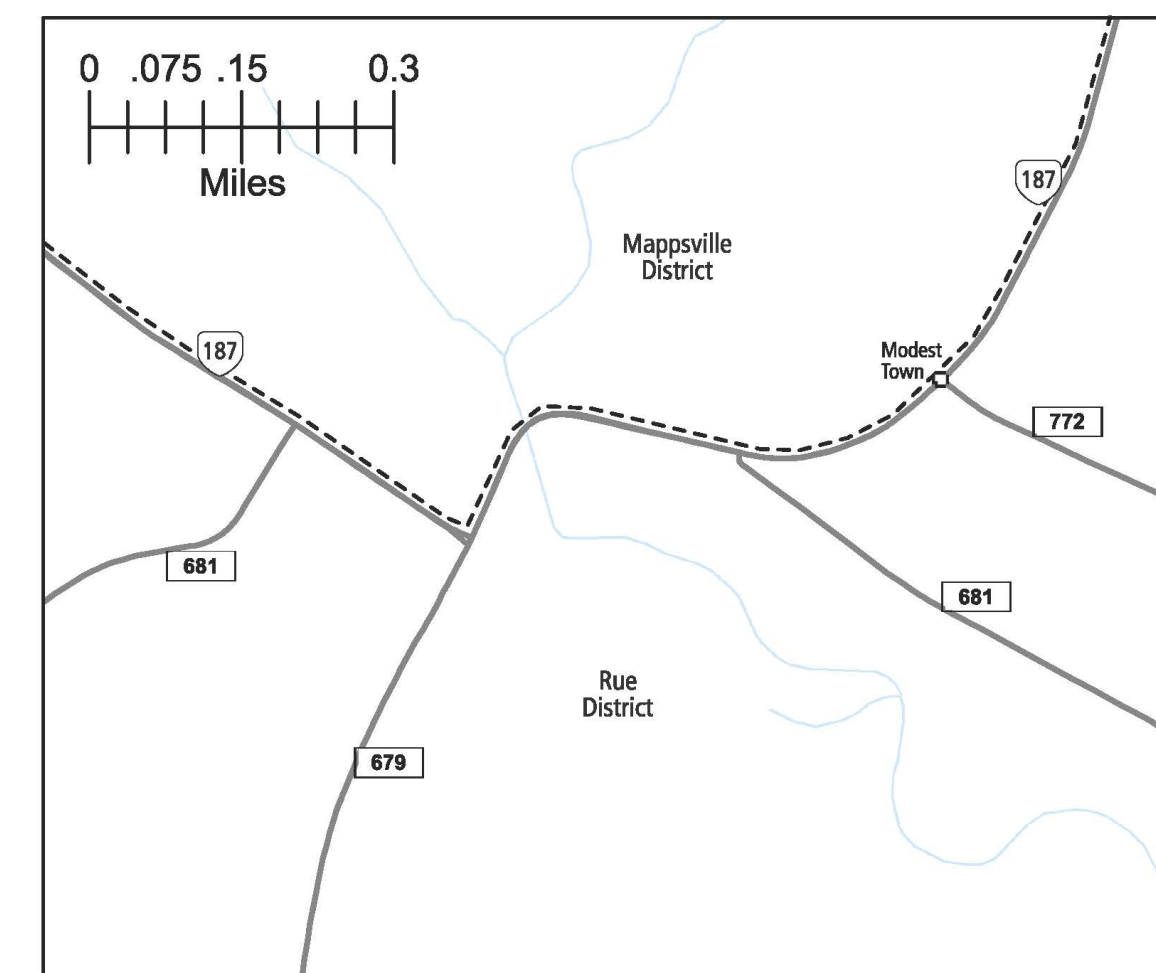 0 .075 .15 0.3
Miles
187
Mappsville
District
187
Modest
Town
772
681
681
Rue
District
679